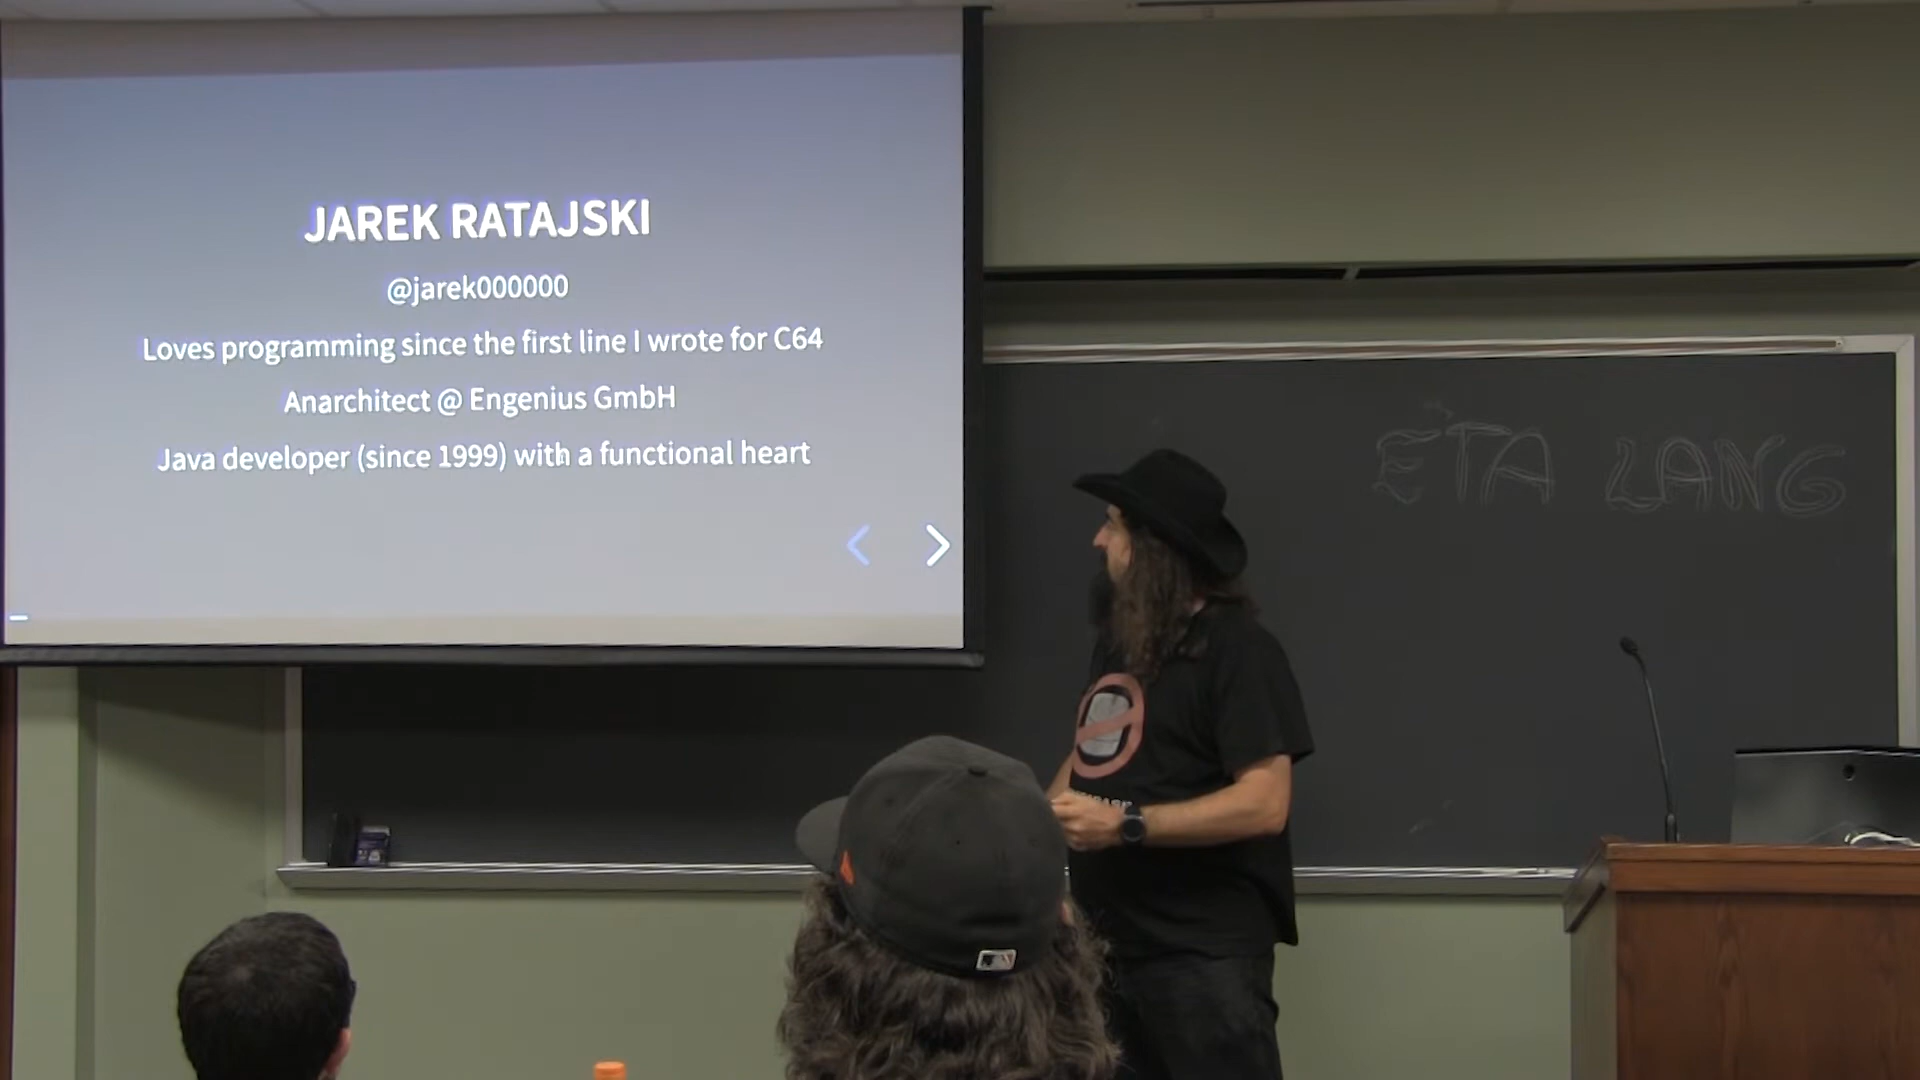 JAREK RATAJSKI
@jarek000000
Loves programming since the first line I wrote for C64
Anarchitect @ Engenius GmbH
Java developer (since 1999) with a functional heart
ETA LANG